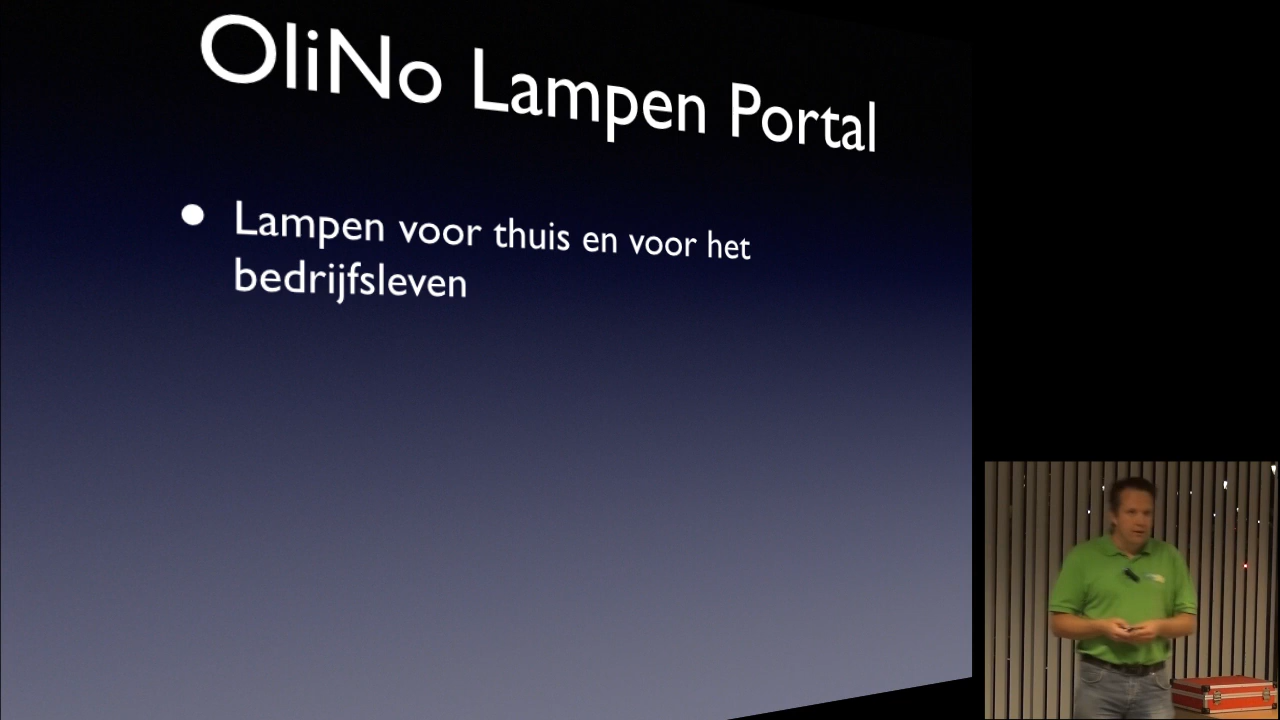 OliNo Lampen Portal
Lampen voor thuis en voor het
bedrijfsleven